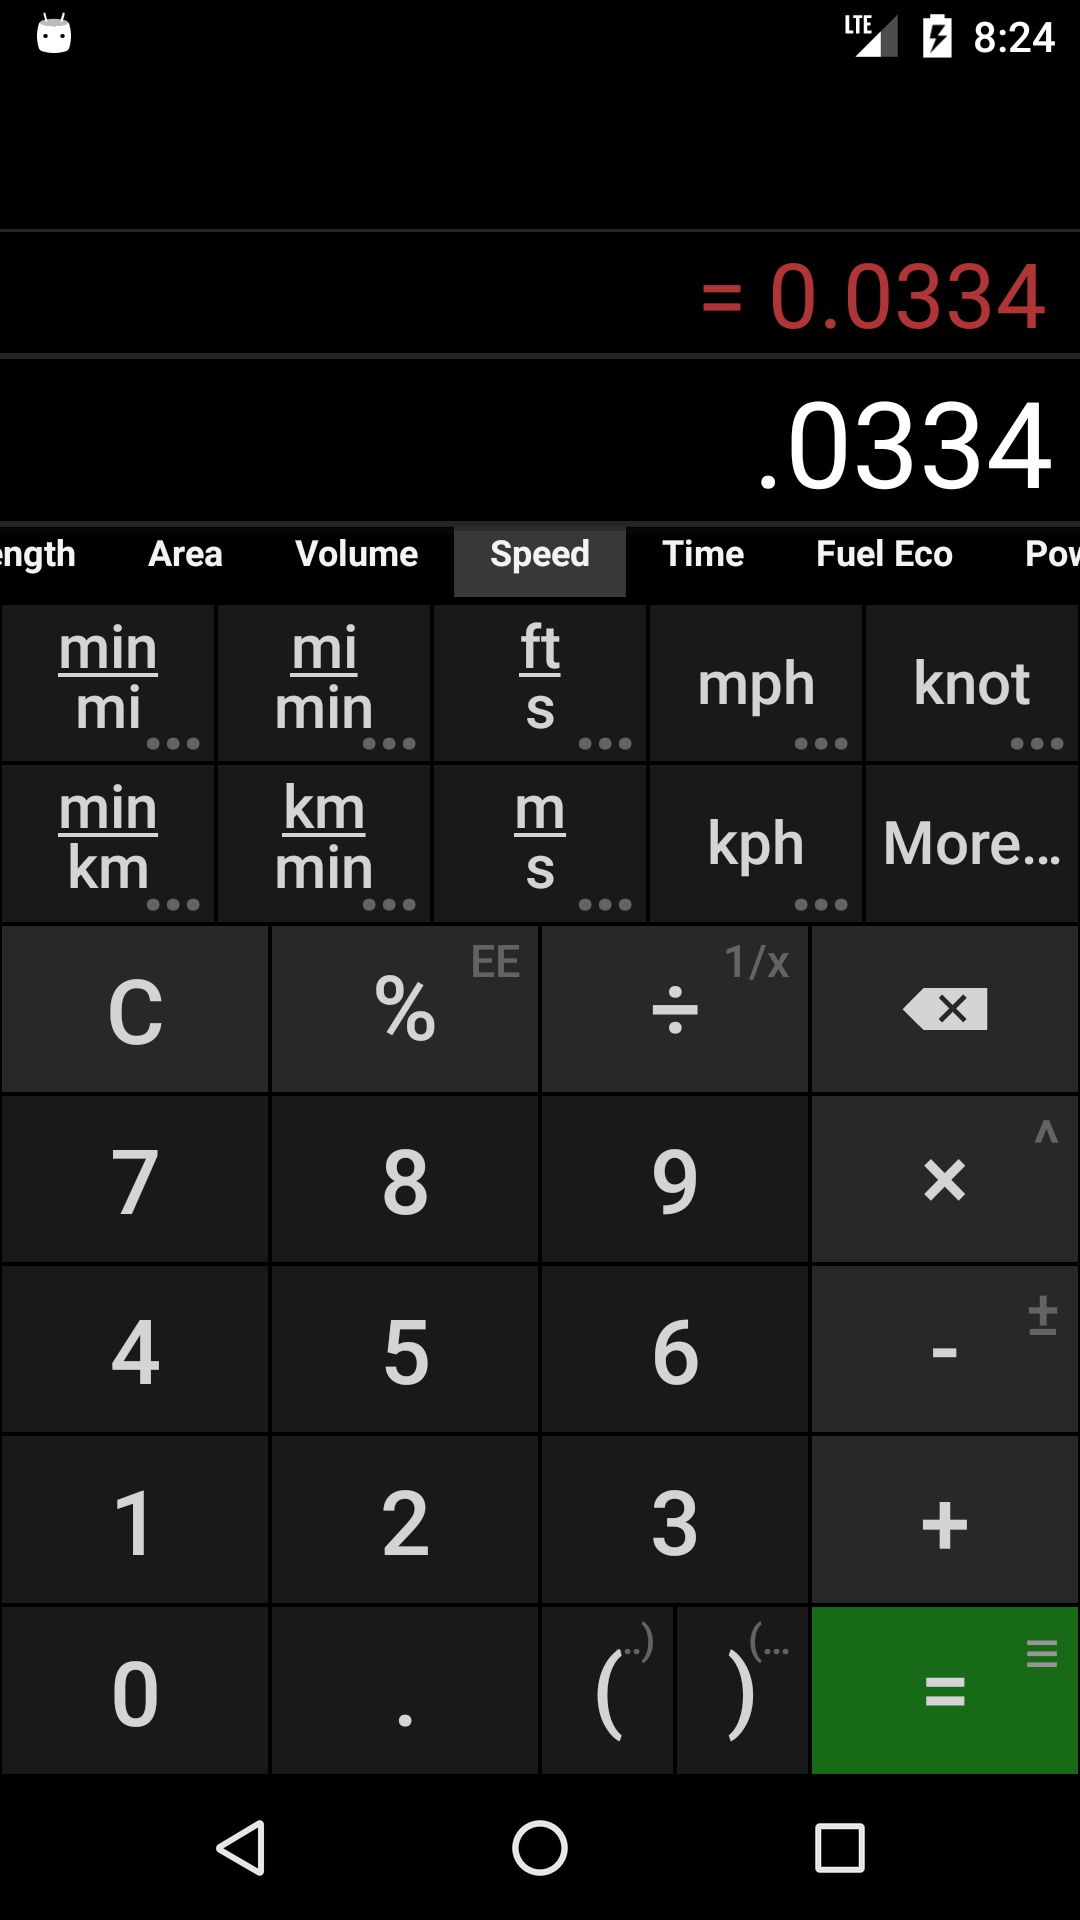 LTE 8:24
= 0.0334
.0334
ength Area Volume Speed Time Fuel Eco Pow
min/mi mi/min ft/s mph knot
min/km km/min m/s kph More...
C % EE ÷ 1/x
7 8 9 × ^
4 5 6 - ±
1 2 3 +
0 . ( ..) ) (... =